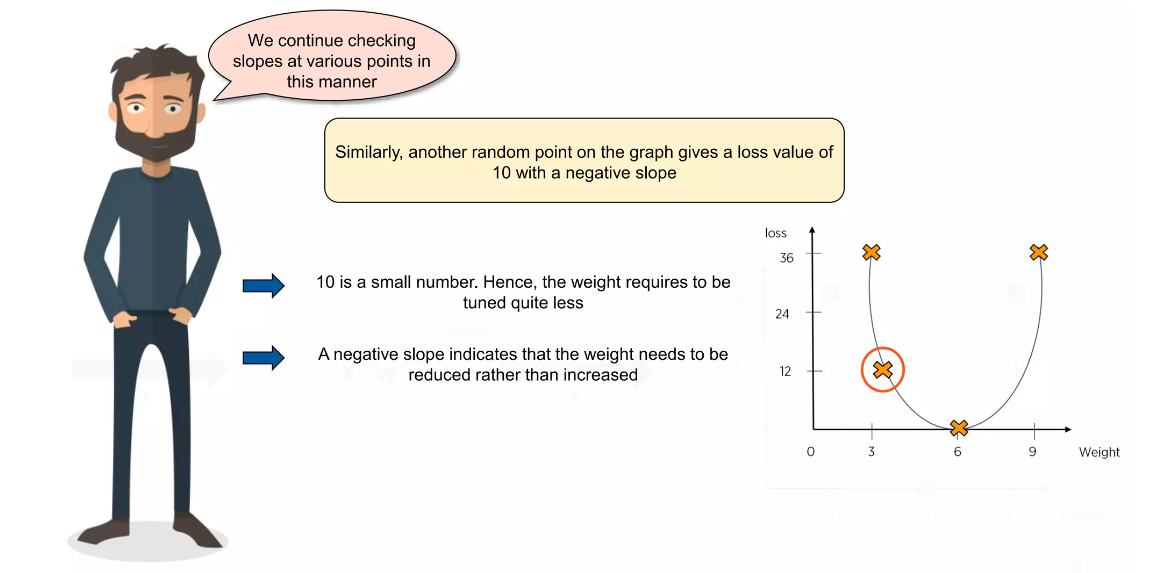 We continue checking
slopes at various points in
this manner
Similarly, another random point on the graph gives a loss value of
10 with a negative slope
10 is a small number. Hence, the weight requires to be
tuned quite less
A negative slope indicates that the weight needs to be
reduced rather than increased
loss
36
24
12
0 3 6 9 Weight